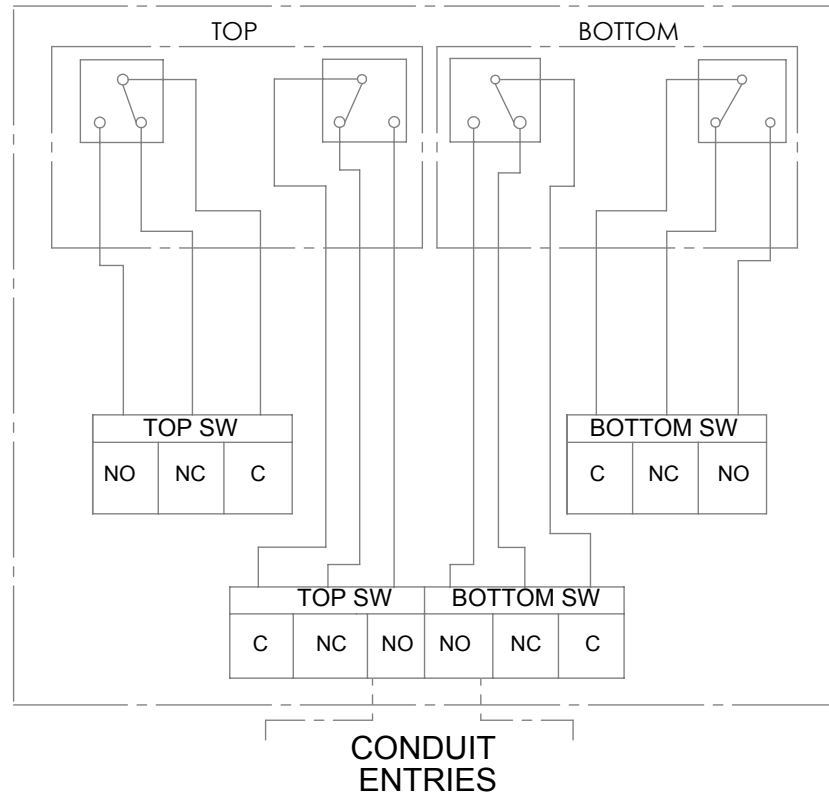 TOP BOTTOM
TOP SW
NO NC C
BOTTOM SW
C NC NO
TOP SW BOTTOM SW
C NC NO NO NC C
CONDUIT
ENTRIES